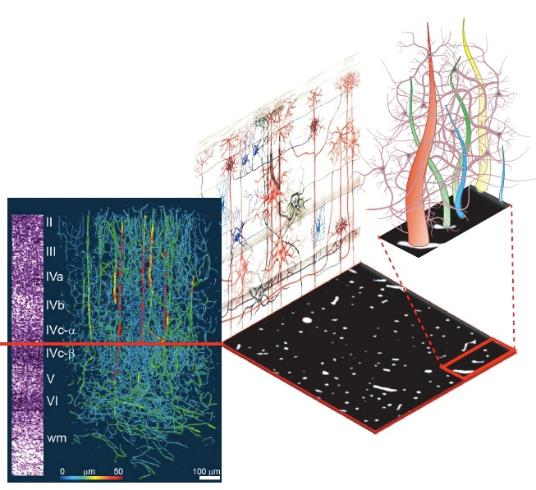 II
III
IVa
IVb
IVc-α
IVc-β
V
VI
wm
0 μm 50
100 μm